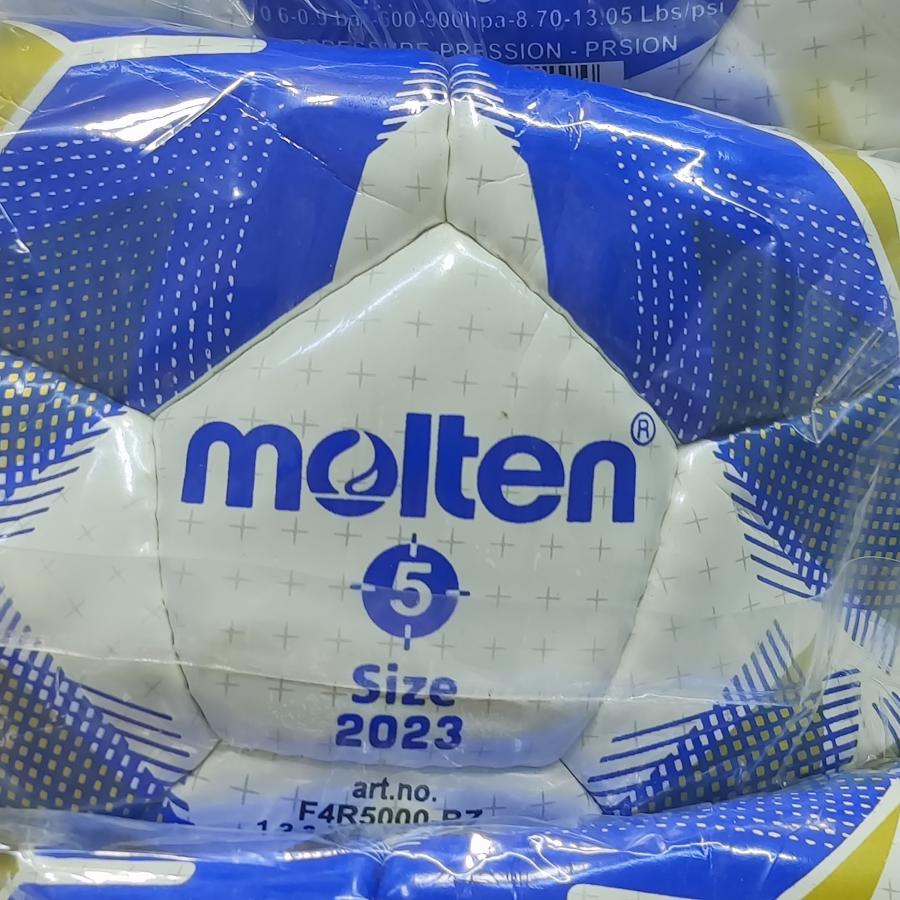 0.6-0.9 bar-600-900hpa-8.70-13.05 Lbs/psi
PRESSURE-PRESSION - PRSION
molten®
5
Size
2023
art.no.
F4R5000